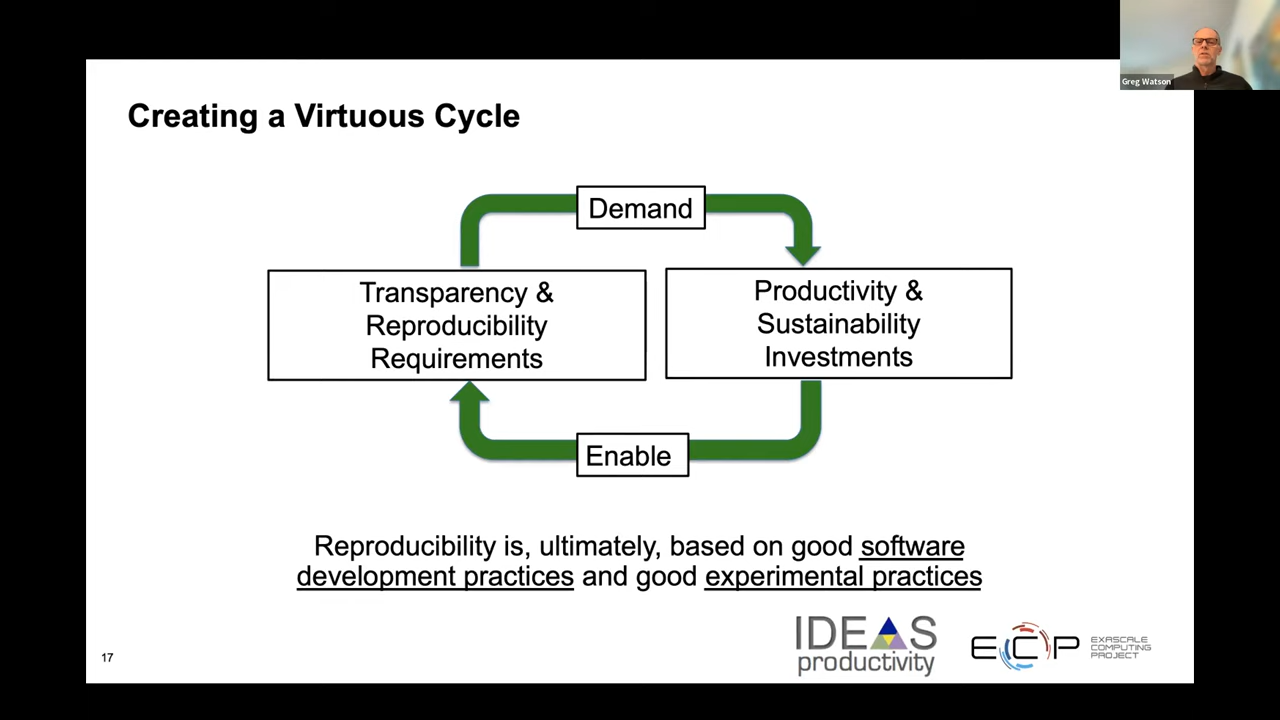 Greg Watson
Creating a Virtuous Cycle
Demand
Transparency &
Reproducibility
Requirements
Productivity &
Sustainability
Investments
Enable
Reproducibility is, ultimately, based on good software
development practices and good experimental practices
17
IDEAS
productivity
ECP
EXASCALE
COMPUTING
PROJECT